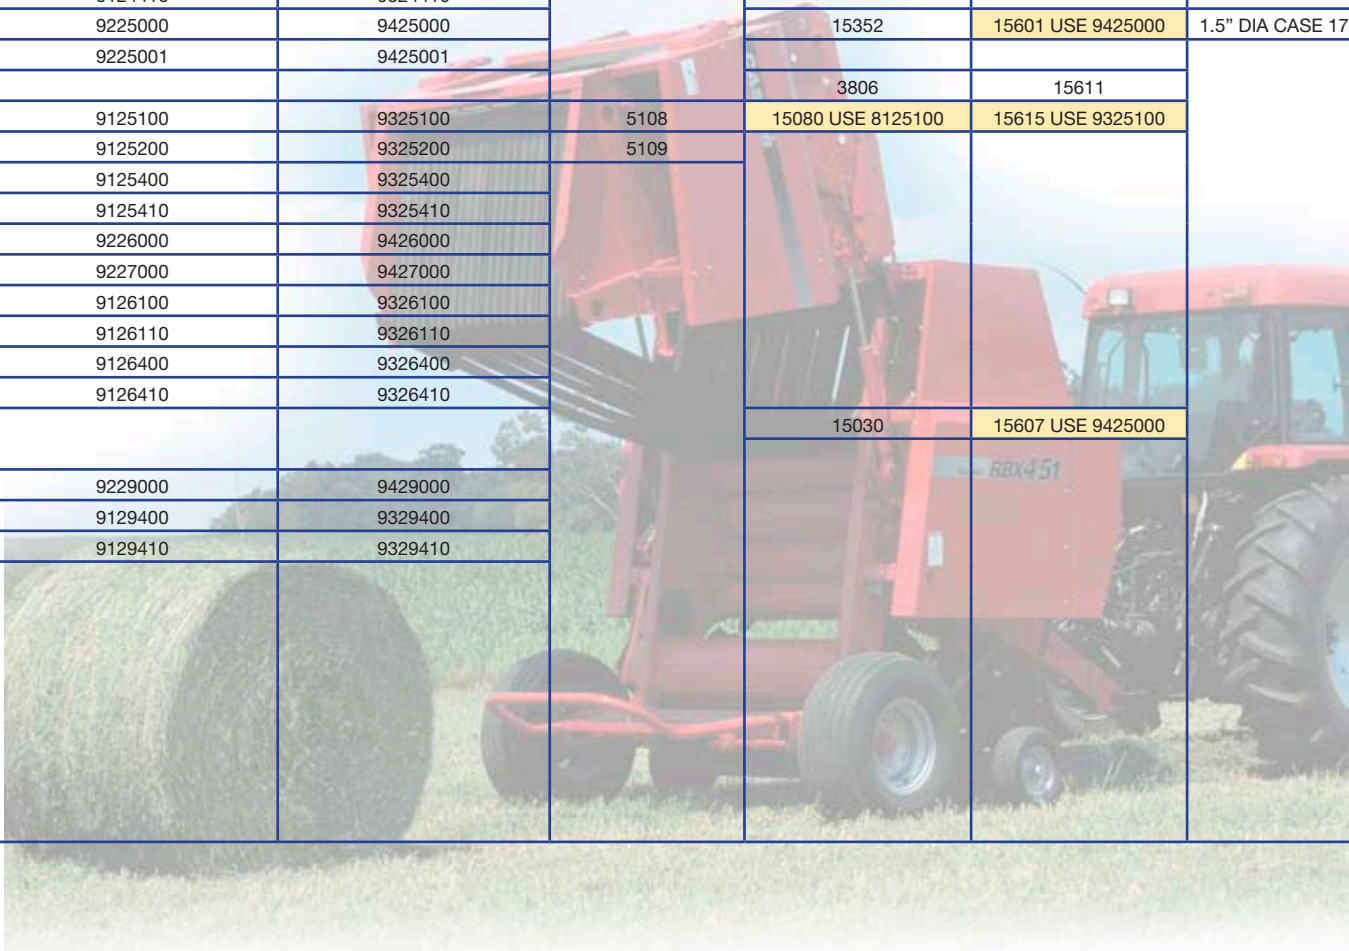 9225000 9425000 15352 15601 USE 9425000 1.5” DIA CASE 17
9225001 9425001
3806 15611
9125100 9325100 5108 15080 USE 8125100 15615 USE 9325100
9125200 9325200 5109
9125400 9325400
9125410 9325410
9226000 9426000
9227000 9427000
9126100 9326100
9126110 9326110
9126400 9326400
9126410 9326410
15030 15607 USE 9425000
RBX451
9229000 9429000
9129400 9329400
9129410 9329410